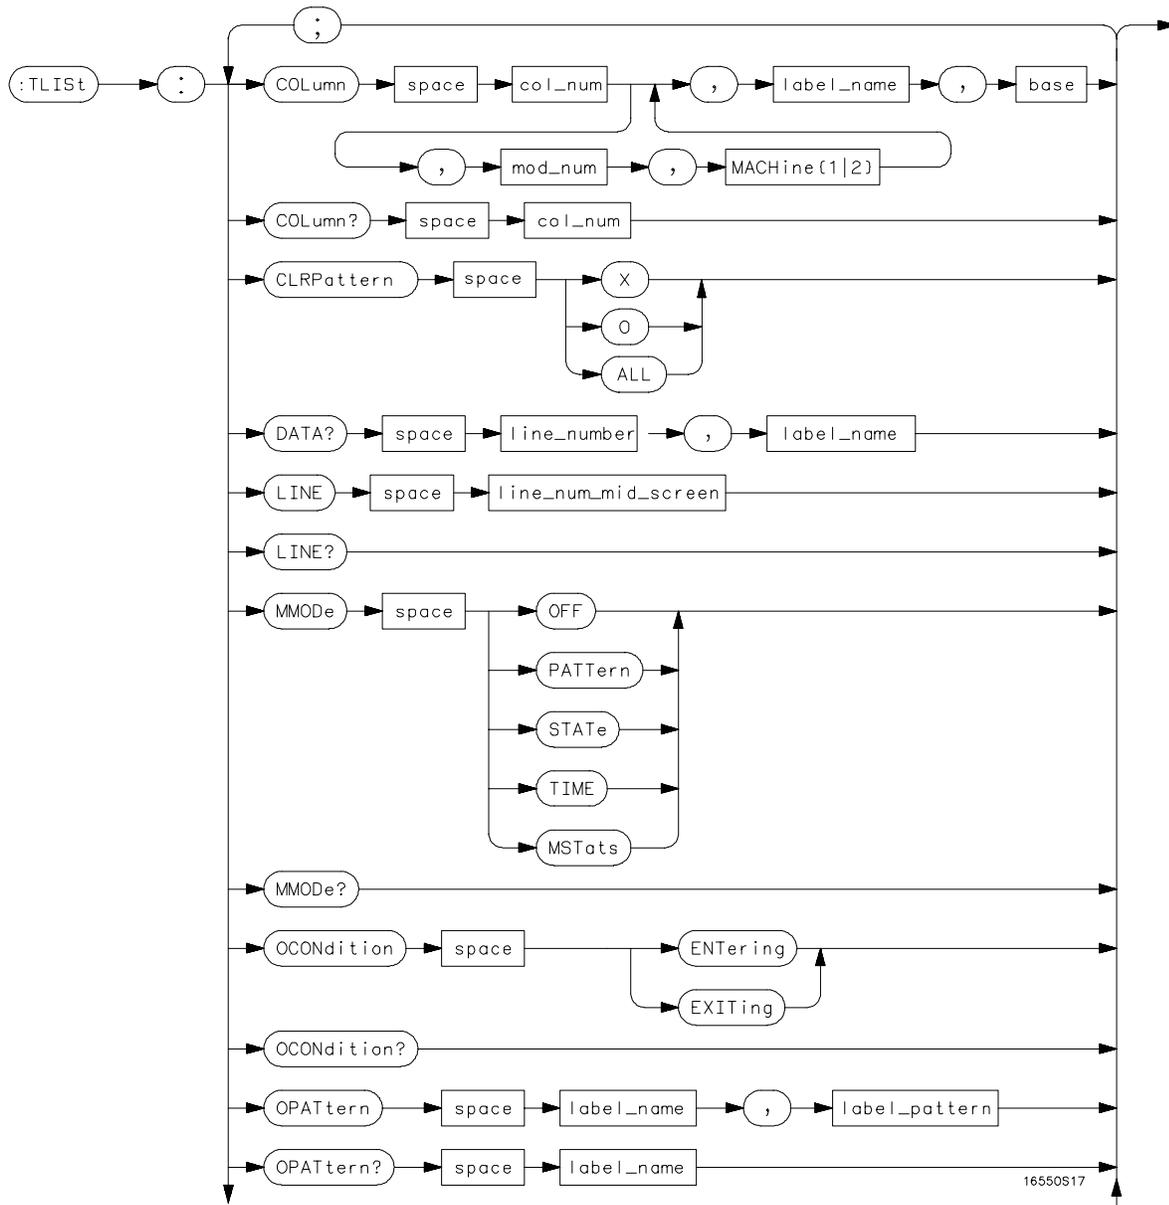 ;
:TLISt : COLumn space col_num , label_name , base
, mod_num , MACHine{1|2}
COLumn? space col_num
CLRPattern space X
O
ALL
DATA? space line_number , label_name
LINE space line_num_mid_screen
LINE?
MMODe space OFF
PATTern
STATe
TIME
MSTats
MMODe?
OCONdition space ENTering
EXITing
OCONdition?
OPATtern space label_name , label_pattern
OPATtern? space label_name
16550S17